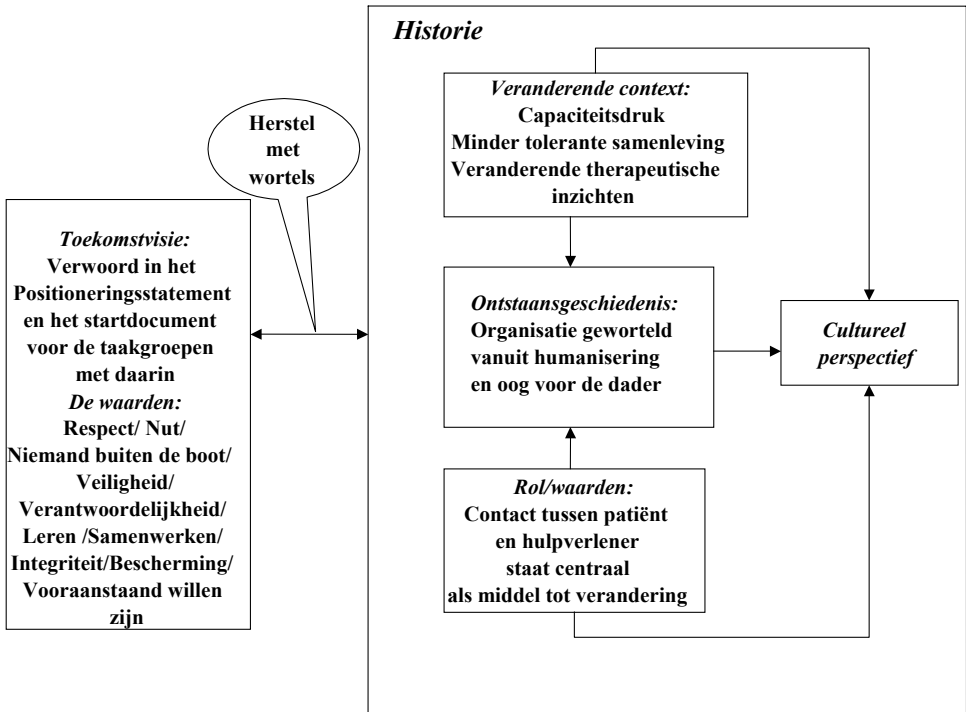 Historie
Veranderende context:
Capaciteitsdruk
Minder tolerante samenleving
Veranderende therapeutische
inzichten
Herstel
met
wortels
Toekomstvisie:
Verwoord in het
Positioneringsstatement
en het startdocument
voor de taakgroepen
met daarin
De waarden:
Respect/ Nut/
Niemand buiten de boot/
Veiligheid/
Verantwoordelijkheid/
Leren /Samenwerken/
Integriteit/Bescherming/
Vooraanstaand willen
zijn
Ontstaansgeschiedenis:
Organisatie geworteld
vanuit humanisering
en oog voor de dader
Cultureel
perspectief
Rol/waarden:
Contact tussen patiënt
en hulpverlener
staat centraal
als middel tot verandering